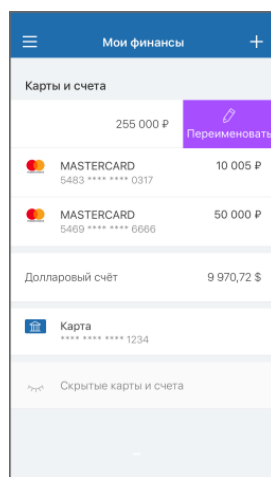 Мои финансы
Карты и счета
255 000 ₽
Переименовать
MASTERCARD 10 005 ₽
5483 **** **** 0317
MASTERCARD 50 000 ₽
5469 **** **** 6666
Долларовый счёт 9 970,72 $
Карта
**** **** **** 1234
Скрытые карты и счета